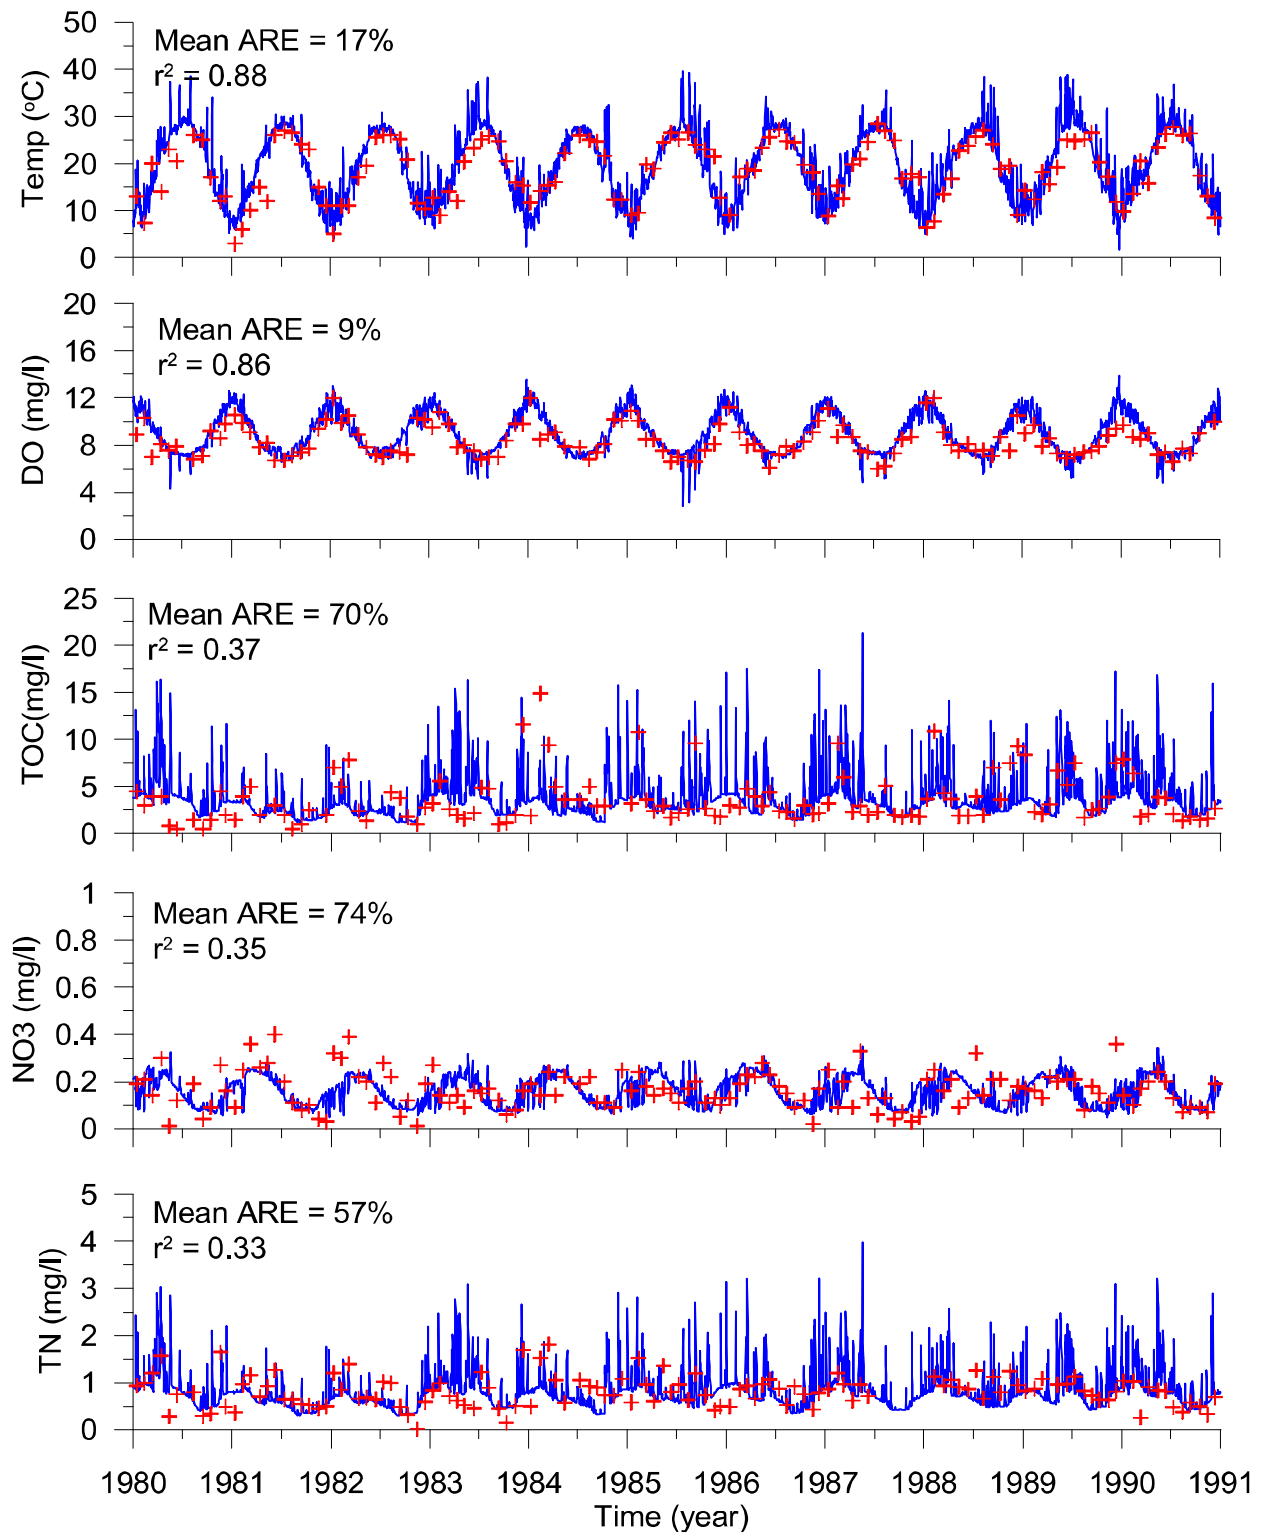 50
40
30
20
10
0
Temp (ºC)
Mean ARE = 17%
r² = 0.88
20
16
12
8
4
0
DO (mg/l)
Mean ARE = 9%
r² = 0.86
25
20
15
10
5
0
TOC(mg/l)
Mean ARE = 70%
r² = 0.37
1
0.8
0.6
0.4
0.2
0
NO3 (mg/l)
Mean ARE = 74%
r² = 0.35
5
4
3
2
1
0
TN (mg/l)
Mean ARE = 57%
r² = 0.33
1980 1981 1982 1983 1984 1985 1986 1987 1988 1989 1990 1991
Time (year)